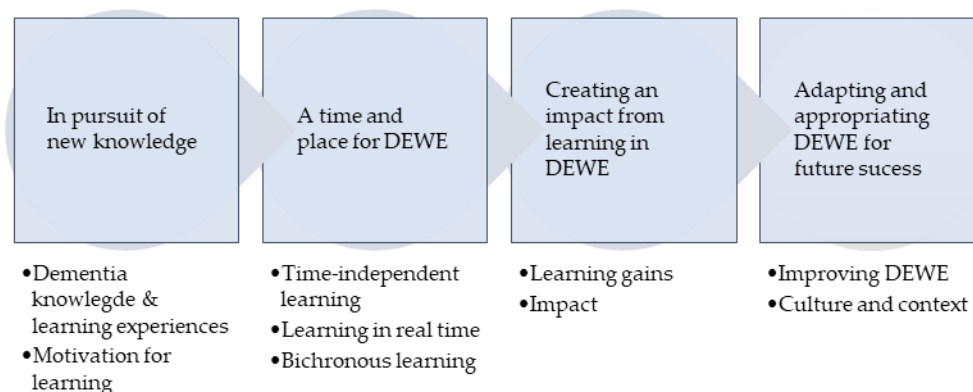 In pursuit of
new knowledge
A time and
place for DEWE
Creating an
impact from
learning in
DEWE
Adapting and
appropriating
DEWE for
future sucess
•Dementia
knowlegde &
learning experiences
•Motivation for
learning
•Time-independent
learning
•Learning in real time
•Bichronous learning
•Learning gains
•Impact
•Improving DEWE
•Culture and context